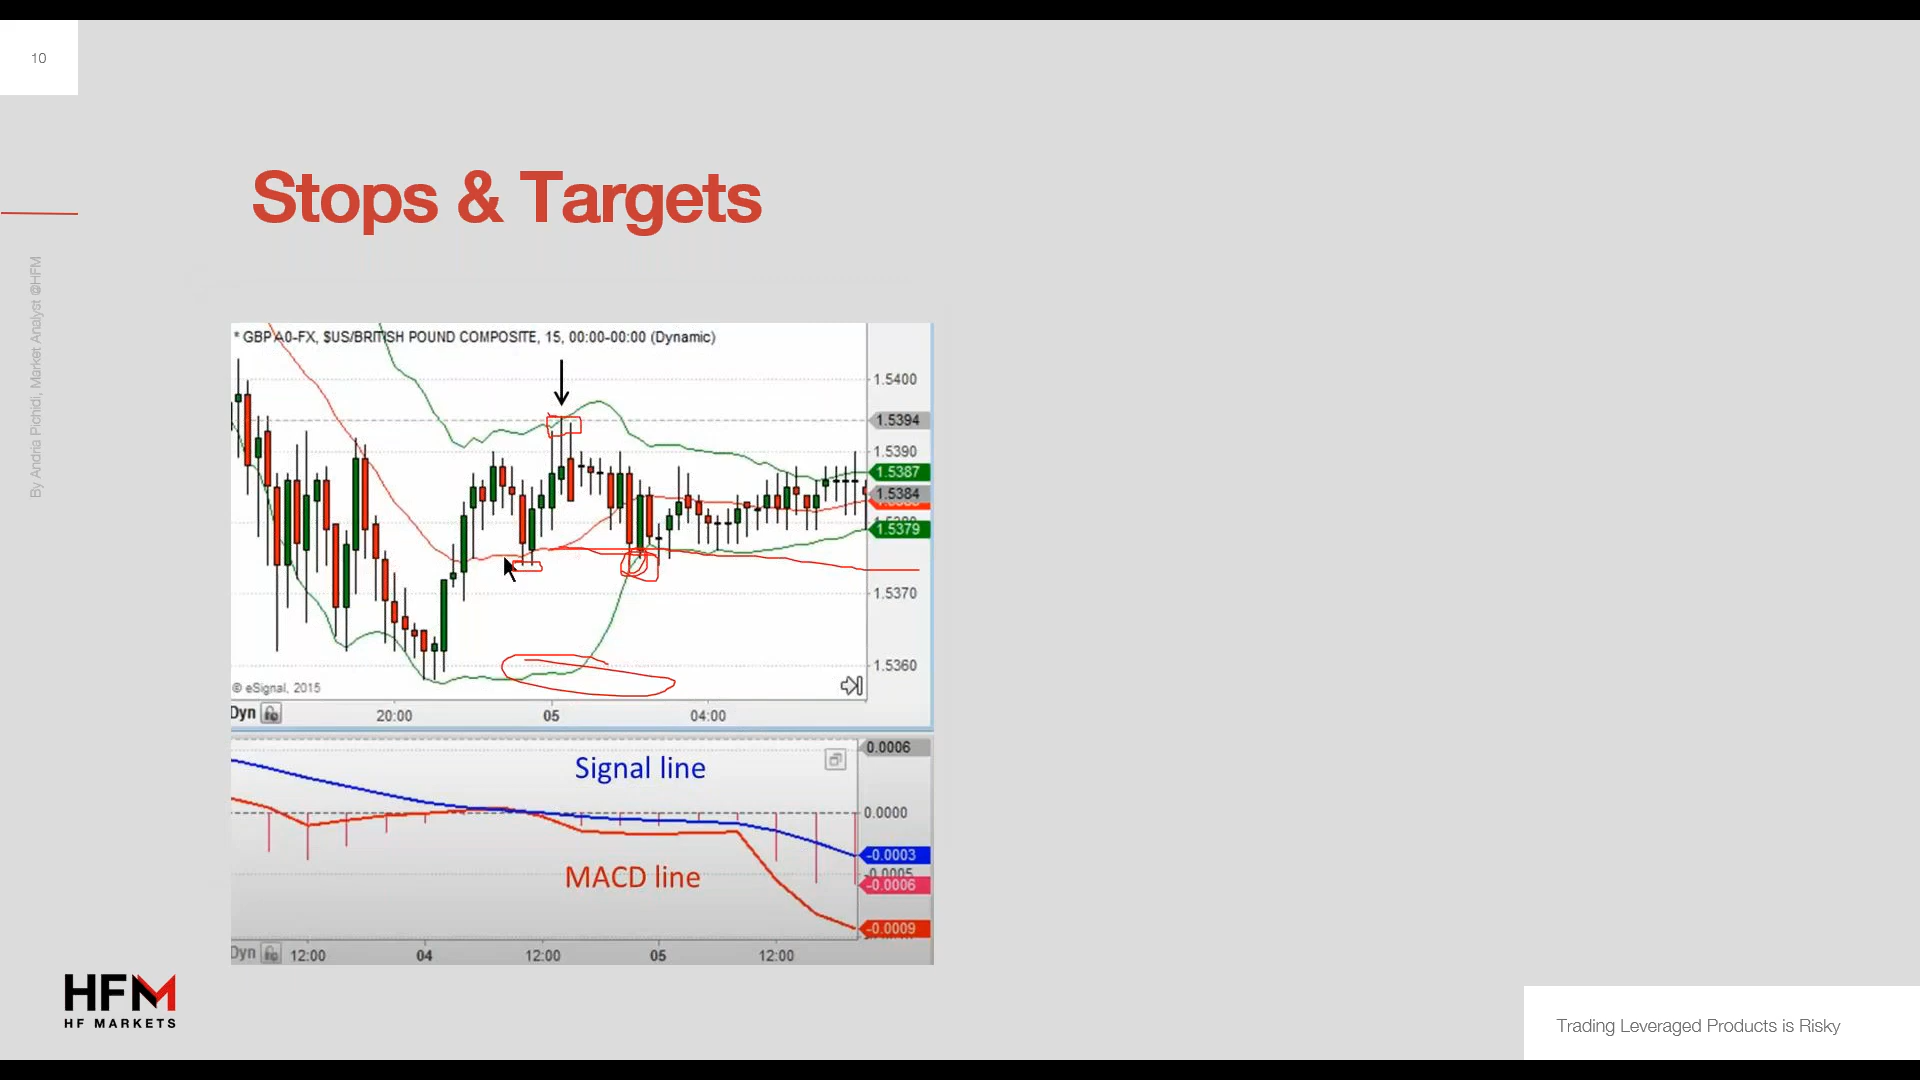 10
Stops & Targets
By Andria Pichidi, Market Analyst @HFM
* GBP A0-FX, $US/BRITISH POUND COMPOSITE, 15, 00:00-00:00 (Dynamic)
1.5400
1.5394
1.5390
1.5387
1.5384
1.5379
1.5370
1.5360
© eSignal, 2015
Dyn
20:00
05
04:00
Signal line
MACD line
0.0006
0.0000
-0.0003
-0.0005
-0.0006
-0.0009
Dyn
12:00
04
12:00
05
12:00
HFM
HF MARKETS
Trading Leveraged Products is Risky